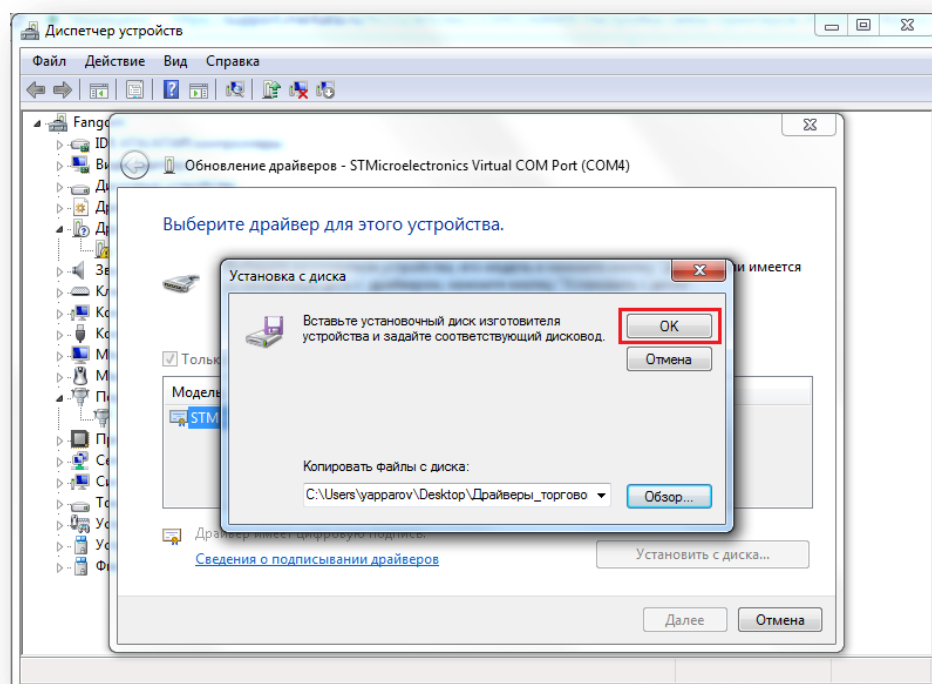 Диспетчер устройств
Файл Действие Вид Справка
Fang
ID
Обновление драйверов - STMicroelectronics Virtual COM Port (COM4)
Выберите драйвер для этого устройства.
имеется
Установка с диска
Вставьте установочный диск изготовителя
устройства и задайте соответствующий дисковод.
OK
Отмена
Тольк
Модель
STM
Копировать файлы с диска:
C:\Users\yapparov\Desktop\Драйверы_торгово
Обзор...
Драйвер имеет цифровую подпись.
Сведения о подписывании драйверов
Установить с диска...
Далее
Отмена